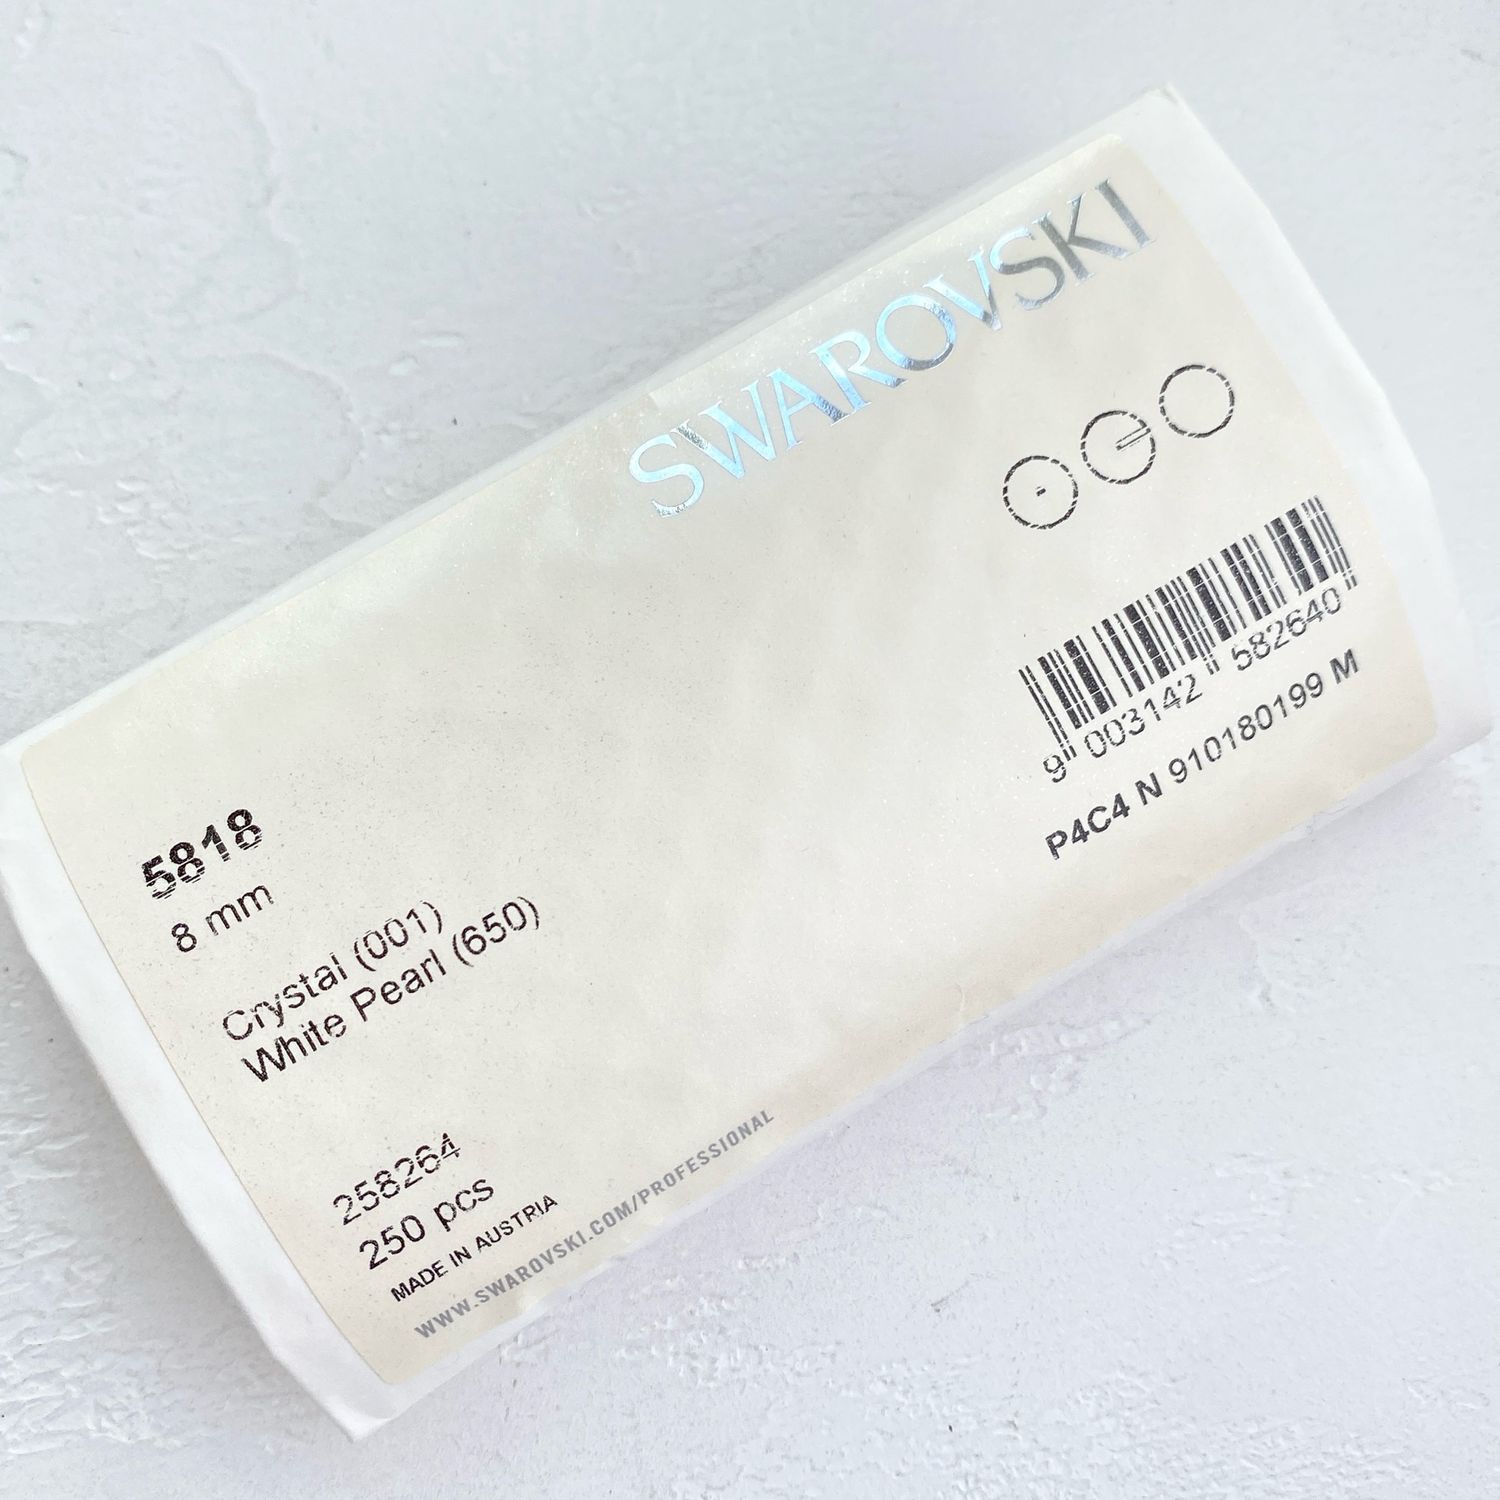 SWAROVSKI
9 003142 582640
P4C4 N 910180199 M
5818
8 mm
Crystal (001)
White Pearl (650)
258264
250 pcs
MADE IN AUSTRIA
WWW.SWAROVSKI.COM/PROFESSIONAL